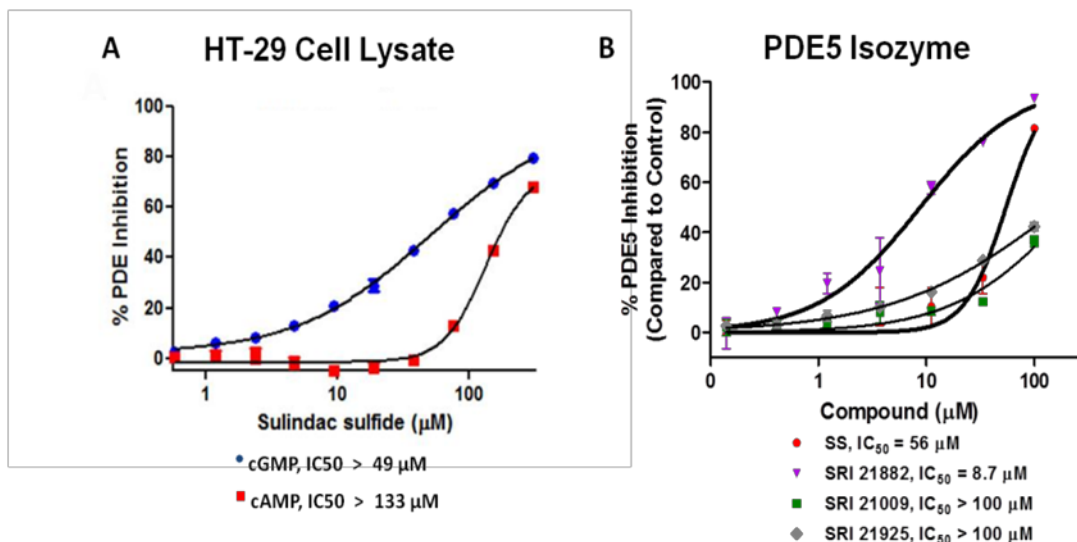 A
HT-29 Cell Lysate
% PDE Inhibition
100
80
60
40
20
0
1
10
100
Sulindac sulfide (μM)
cGMP, IC50 > 49 μM
cAMP, IC50 > 133 μM
B
PDE5 Isozyme
% PDE5 Inhibition
(Compared to Control)
100
80
60
40
20
0
0
1
10
100
Compound (μM)
SS, IC50 = 56 μM
SRI 21882, IC50 = 8.7 μM
SRI 21009, IC50 > 100 μM
SRI 21925, IC50 > 100 μM